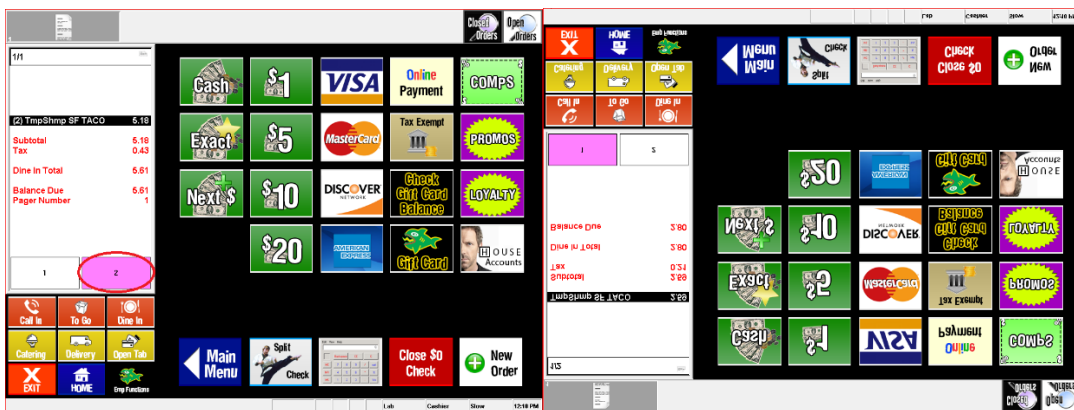 Closed Orders
Open Orders
1/1
(2) TmpShmp SF TACO 5.18
Subtotal 5.18
Tax 0.43
Dine In Total 5.61
Balance Due 5.61
Pager Number 1
1 2
Call In To Go Dine In
Catering Delivery Open Tab
EXIT HOME Emp Functions
Cash $1 VISA Online Payment COMPS
Exact $5 MasterCard Tax Exempt PROMOS
Next $ $10 DISCOVER NETWORK Check Gift Card Balance LOYALTY
$20 AMERICAN EXPRESS Gift Card HOUSE Accounts
Main Menu Split Check Close $0 Check New Order
Lab Cashier Slow 12:18 PM
Lab Cashier Slow 12:18 PM
EXIT HOME Emp Functions
Catering Delivery Open Tab
Call In To Go Dine In
Main Menu Split Check Close $0 Check New Order
1 2
Balance Due 2.80
Dine In Total 2.80
Tax 0.21
Subtotal 2.59
TmpShmp SF TACO 2.59
1/2
$20 AMERICAN EXPRESS Gift Card HOUSE Accounts
Next $ $10 DISCOVER NETWORK Check Gift Card Balance LOYALTY
Exact $5 MasterCard Tax Exempt PROMOS
Cash $1 VISA Online Payment COMPS
Closed Orders
Open Orders